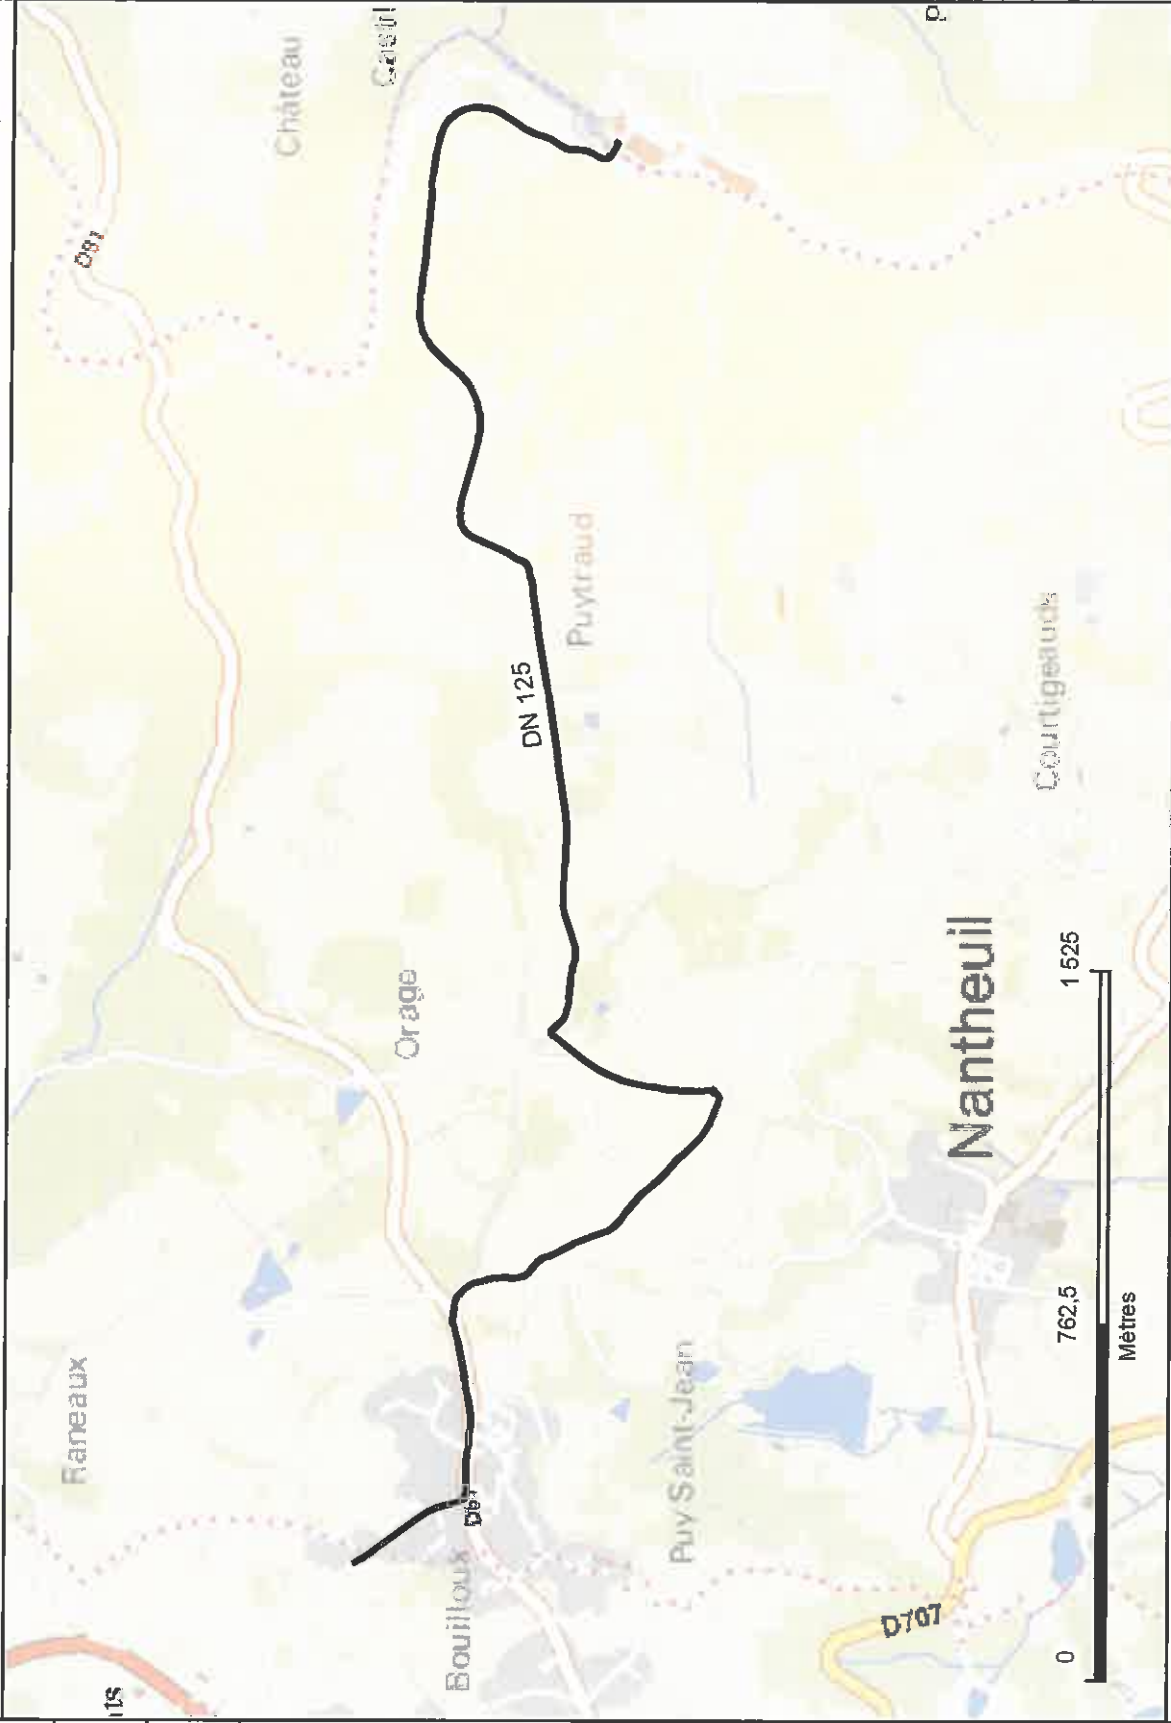 Raneaux
Château
D81
Orage
Bouilloux
DN 125
Puytraud
Puy Saint-Jean
Courtigeauds
Nantheuil
D707
0
762,5
1 525
Mètres